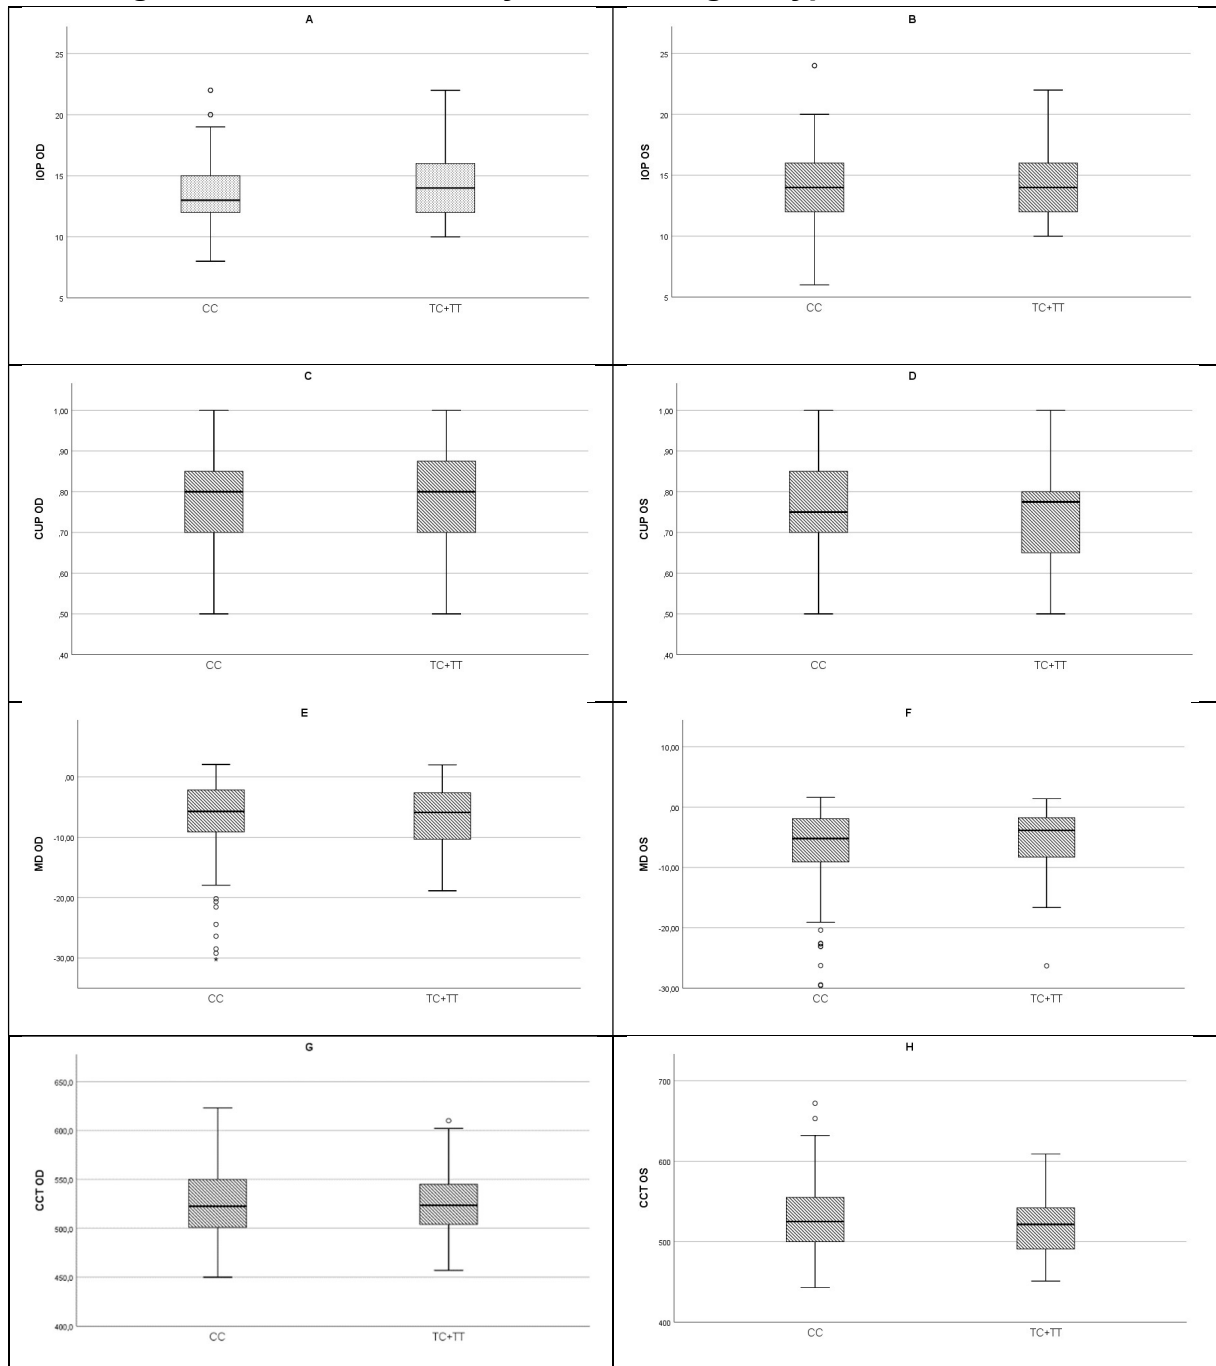 A
25
20
15
10
5
IOP OD
CC
TC+TT
B
25
20
15
10
5
IOP OS
CC
TC+TT
C
1,00
,90
,80
,70
,60
,50
,40
CUP OD
CC
TC+TT
D
1,00
,90
,80
,70
,60
,50
,40
CUP OS
CC
TC+TT
E
,00
-10,00
-20,00
-30,00
MD OD
CC
TC+TT
F
10,00
,00
-10,00
-20,00
-30,00
MD OS
CC
TC+TT
G
650,0
600,0
550,0
500,0
450,0
400,0
CCT OD
CC
TC+TT
H
700
600
500
400
CCT OS
CC
TC+TT